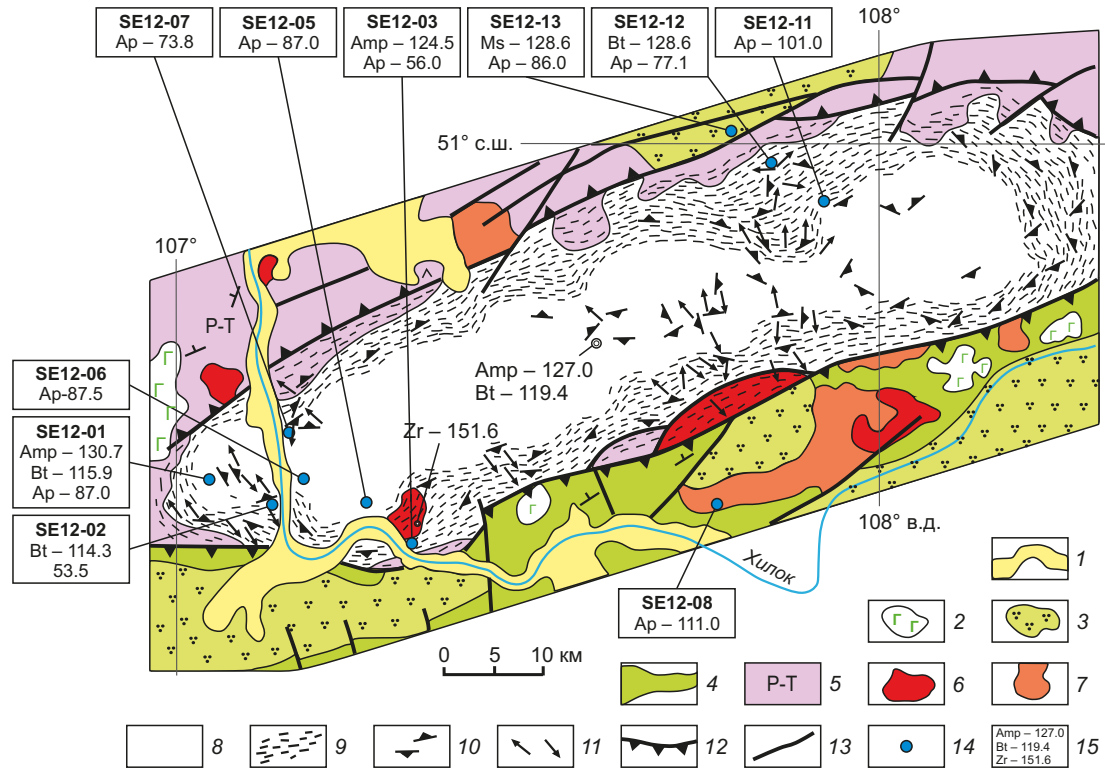 SE12-07
Ap – 73.8
SE12-05
Ap – 87.0
SE12-03
Amp – 124.5
Ap – 56.0
SE12-13
Ms – 128.6
Ap – 86.0
SE12-12
Bt – 128.6
Ap – 77.1
SE12-11
Ap – 101.0
108°
51° с.ш.
107°
P-T
SE12-06
Ap-87.5
SE12-01
Amp – 130.7
Bt – 115.9
Ap – 87.0
SE12-02
Bt – 114.3
53.5
Amp – 127.0
Bt – 119.4
Zr – 151.6
Г
Г
Г
Г
Г
Г
Г
Г
Г
108° в.д.
Хилок
SE12-08
Ap – 111.0
0 5 10 км
1
Г Г 2
3
4
P-T 5
6
7
8
9
10
11
12
13
14
Amp – 127.0
Bt – 119.4
Zr – 151.6
15